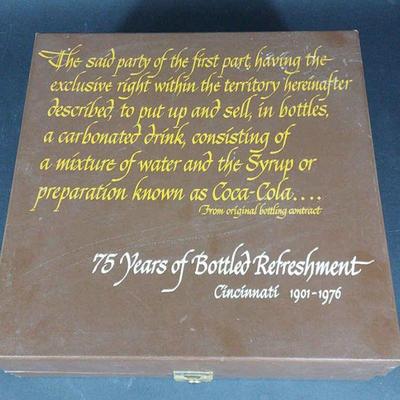 The said party of the first part, having the
exclusive right within the territory hereinafter
described, to put up and sell, in bottles,
a carbonated drink, consisting of
a mixture of water and the Syrup or
preparation known as Coca-Cola....
From original bottling contract
75 Years of Bottled Refreshment
Cincinnati 1901-1976